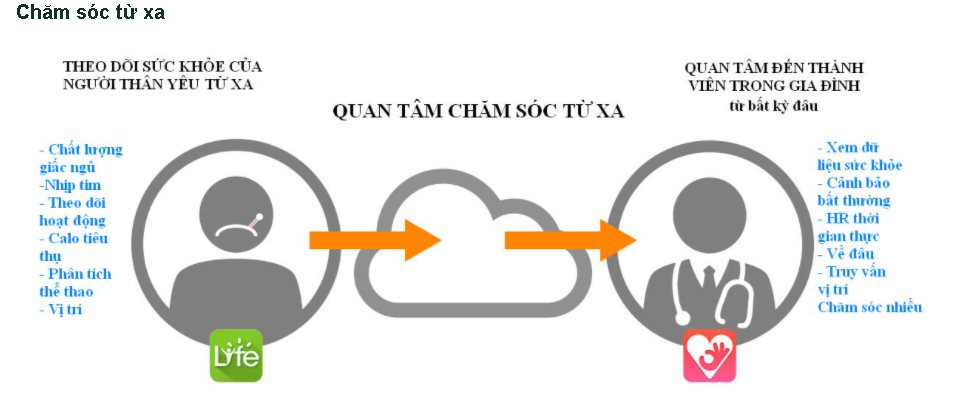 Chăm sóc từ xa
THEO DÕI SỨC KHỎE CỦA
NGƯỜI THÂN YÊU TỪ XA
QUAN TÂM CHĂM SÓC TỪ XA
QUAN TÂM ĐẾN THÀNH
VIÊN TRONG GIA ĐÌNH
từ bất kỳ đâu
- Chất lượng
giấc ngủ
-Nhịp tim
- Theo dõi
hoạt động
- Calo tiêu
thụ
- Phân tích
thể thao
- Vị trí
- Xem dữ
liệu sức khỏe
- Cảnh bảo
bất thường
- HR thời
gian thực
- Về đâu
- Truy vấn
vị trí
Chăm sóc nhiều
Lyfé